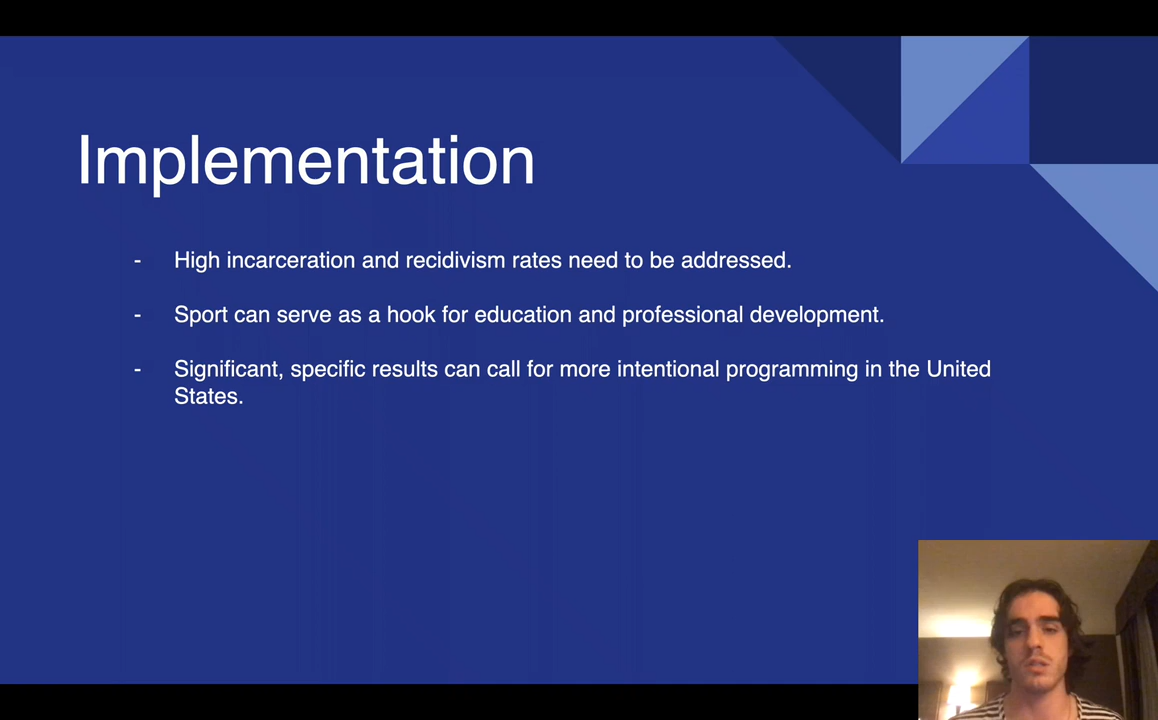 Implementation
- High incarceration and recidivism rates need to be addressed.
- Sport can serve as a hook for education and professional development.
- Significant, specific results can call for more intentional programming in the United
States.